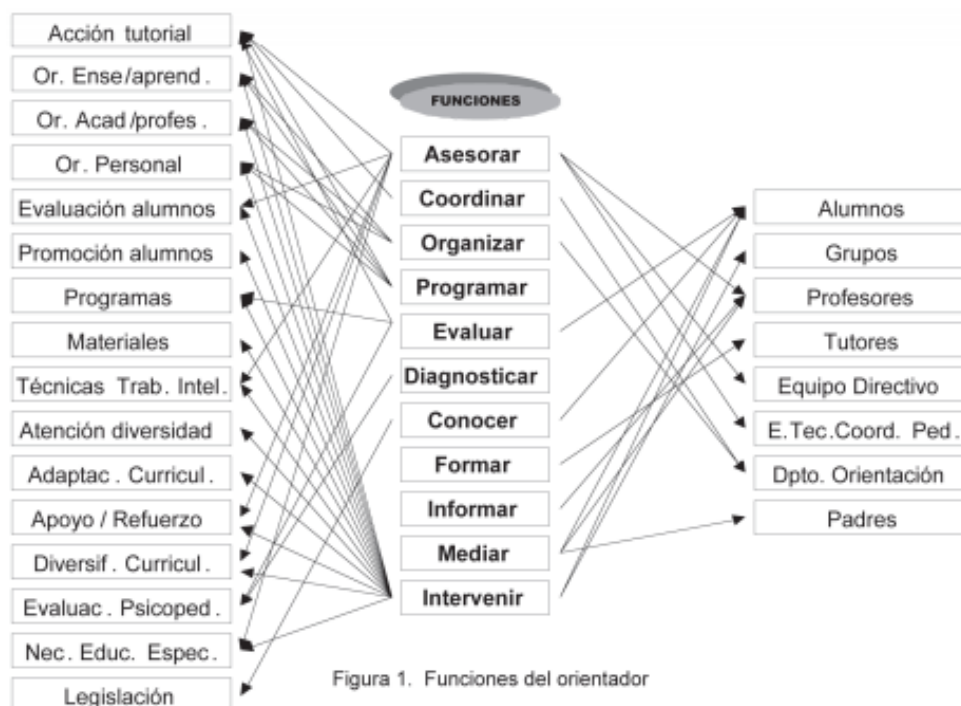 Acción tutorial
Or. Ense/aprend.
Or. Acad/profes.
Or. Personal
Evaluación alumnos
Promoción alumnos
Programas
Materiales
Técnicas Trab. Intel.
Atención diversidad
Adaptac. Curricul.
Apoyo / Refuerzo
Diversif. Curricul.
Evaluac. Psicoped.
Nec. Educ. Espec.
Legislación
FUNCIONES
Asesorar
Coordinar
Organizar
Programar
Evaluar
Diagnosticar
Conocer
Formar
Informar
Mediar
Intervenir
Alumnos
Grupos
Profesores
Tutores
Equipo Directivo
E.Tec.Coord. Ped.
Dpto. Orientación
Padres
Figura 1. Funciones del orientador